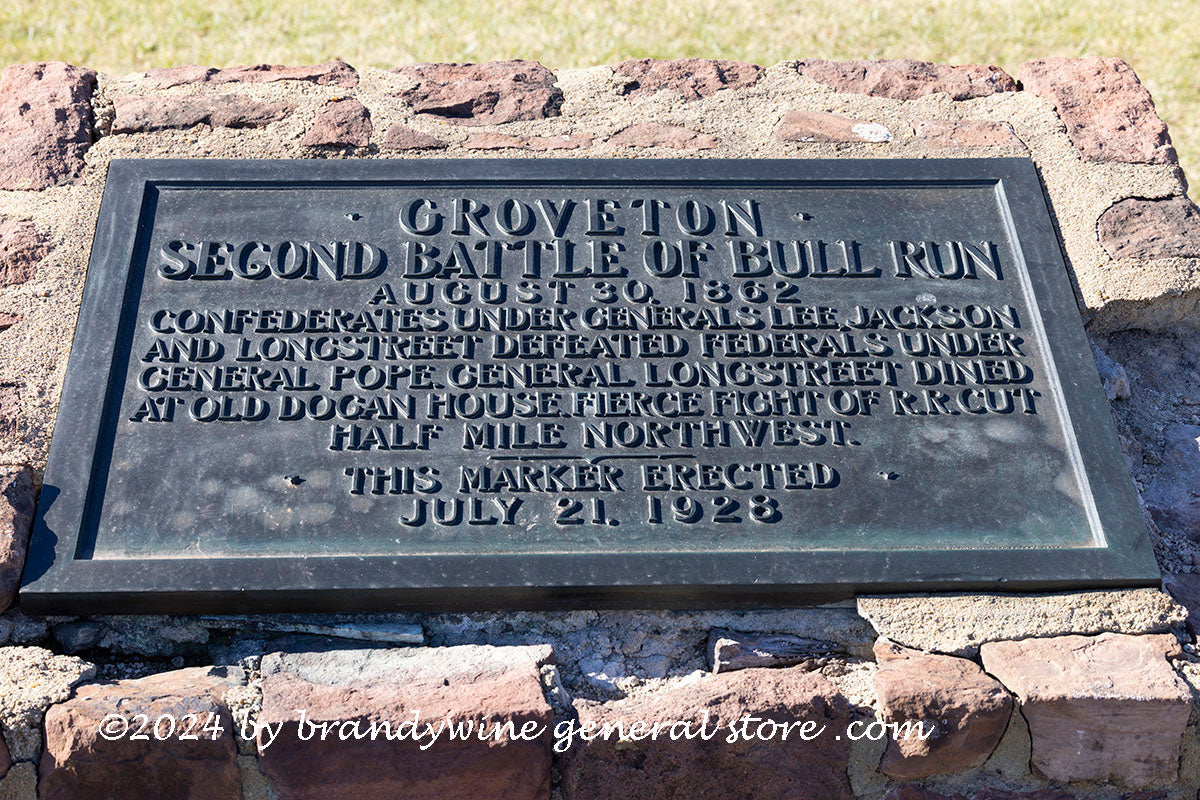 · GROVETON ·
SECOND BATTLE OF BULL RUN
AUGUST 30, 1862
CONFEDERATES UNDER GENERALS LEE, JACKSON
AND LONGSTREET DEFEATED FEDERALS UNDER
GENERAL POPE. GENERAL LONGSTREET DINED
AT OLD DOGAN HOUSE. FIERCE FIGHT OF R.R. CUT
HALF MILE NORTHWEST.
THIS MARKER ERECTED
JULY 21, 1928
©2024 by brandywine general store .com